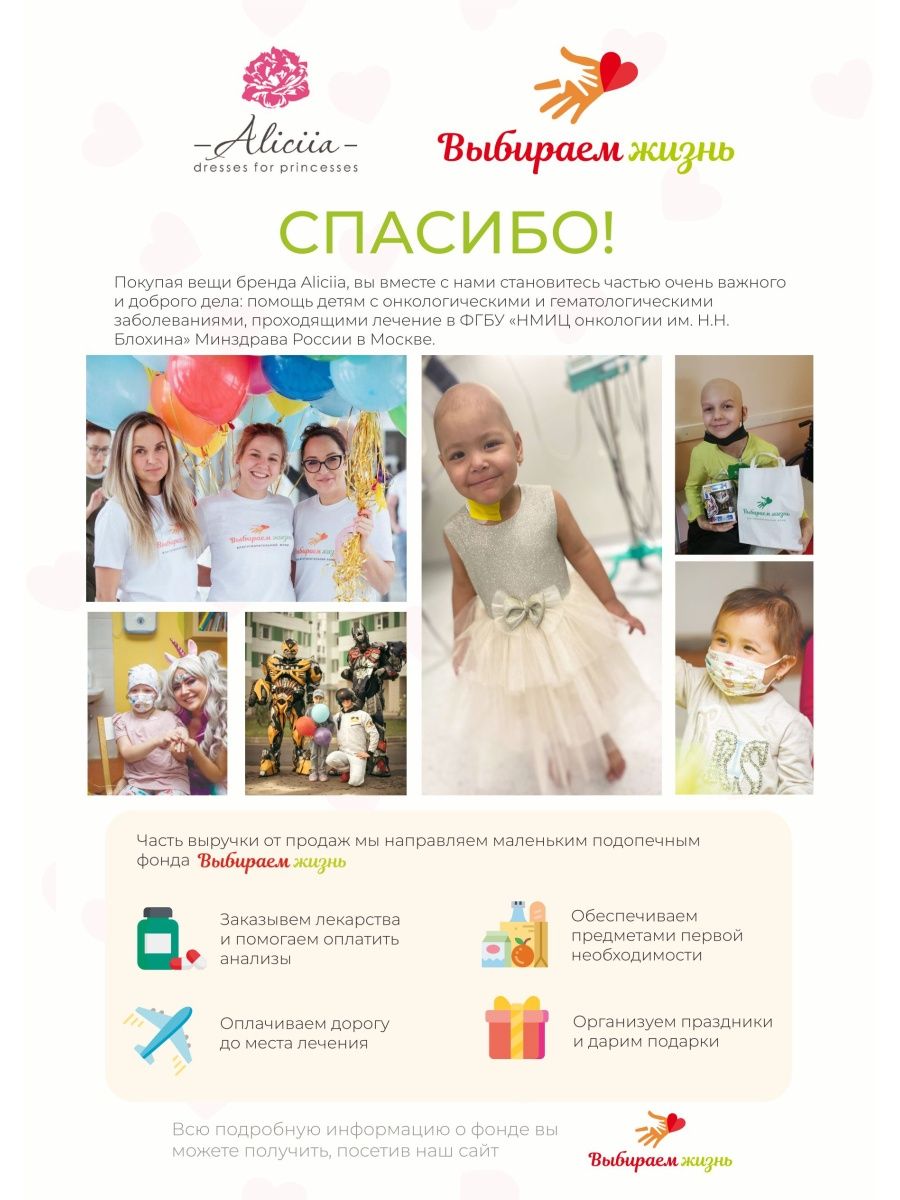 Aliciia
dresses for princesses
Выбираем жизнь
СПАСИБО!
Покупая вещи бренда Aliciia, вы вместе с нами становитесь частью очень важного
и доброго дела: помощь детям с онкологическими и гематологическими
заболеваниями, проходящими лечение в ФГБУ «НМИЦ онкологии им. Н.Н.
Блохина» Минздрава России в Москве.
Выбираем жизнь
Выбираем жизнь
Часть выручки от продаж мы направляем маленьким подопечным
фонда Выбираем жизнь
Заказывем лекарства
и помогаем оплатить
анализы
Обеспечиваем
предметами первой
необходимости
Оплачиваем дорогу
до места лечения
Организуем праздники
и дарим подарки
Всю подробную информацию о фонде вы
можете получить, посетив наш сайт
Выбираем жизнь